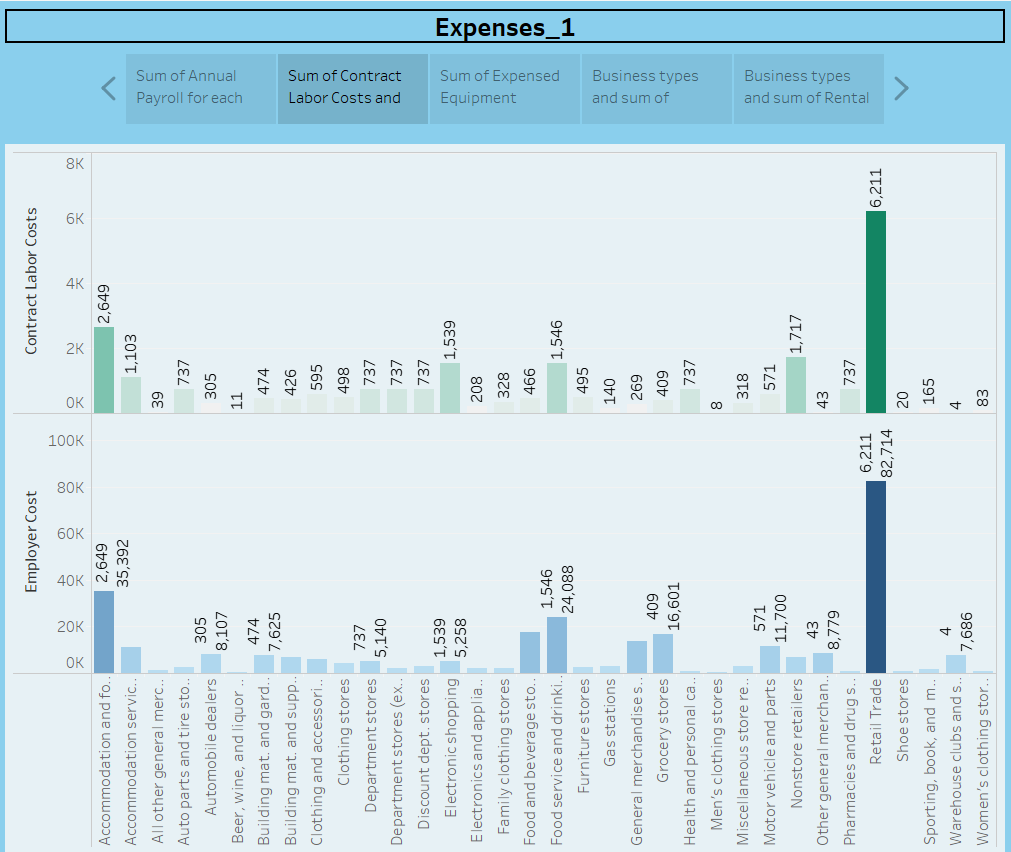 Expenses_1
Sum of Annual
Payroll for each
Sum of Contract
Labor Costs and
Sum of Expensed
Equipment
Business types
and sum of
Business types
and sum of Rental
Contract Labor Costs
8K
6K
4K
2K
0K
2,649
1,103
39
737
305
11
474
426
595
498
737
737
737
1,539
208
328
466
1,546
495
140
269
409
737
8
318
571
1,717
43
737
6,211
20
165
4
83
Employer Cost
100K
80K
60K
40K
20K
0K
2,649
35,392
305
8,107
474
7,625
737
5,140
1,539
5,258
1,546
24,088
409
16,601
571
11,700
43
8,779
6,211
82,714
4
7,686
Accommodation and fo..
Accommodation servic..
All other general merc..
Auto parts and tire sto..
Automobile dealers
Beer, wine, and liquor ..
Building mat. and gard..
Building mat. and supp..
Clothing and accessori..
Clothing stores
Department stores
Department stores (ex..
Discount dept. stores
Electronic shopping
Electronics and applia..
Family clothing stores
Food and beverage sto..
Food service and drinki..
Furniture stores
Gas stations
General merchandise s..
Grocery stores
Health and personal ca..
Men's clothing stores
Miscellaneous store re..
Motor vehicle and parts
Nonstore retailers
Other general merchan..
Pharmacies and drug s..
Retail Trade
Shoe stores
Sporting, book, and m..
Warehouse clubs and s..
Women's clothing stor..